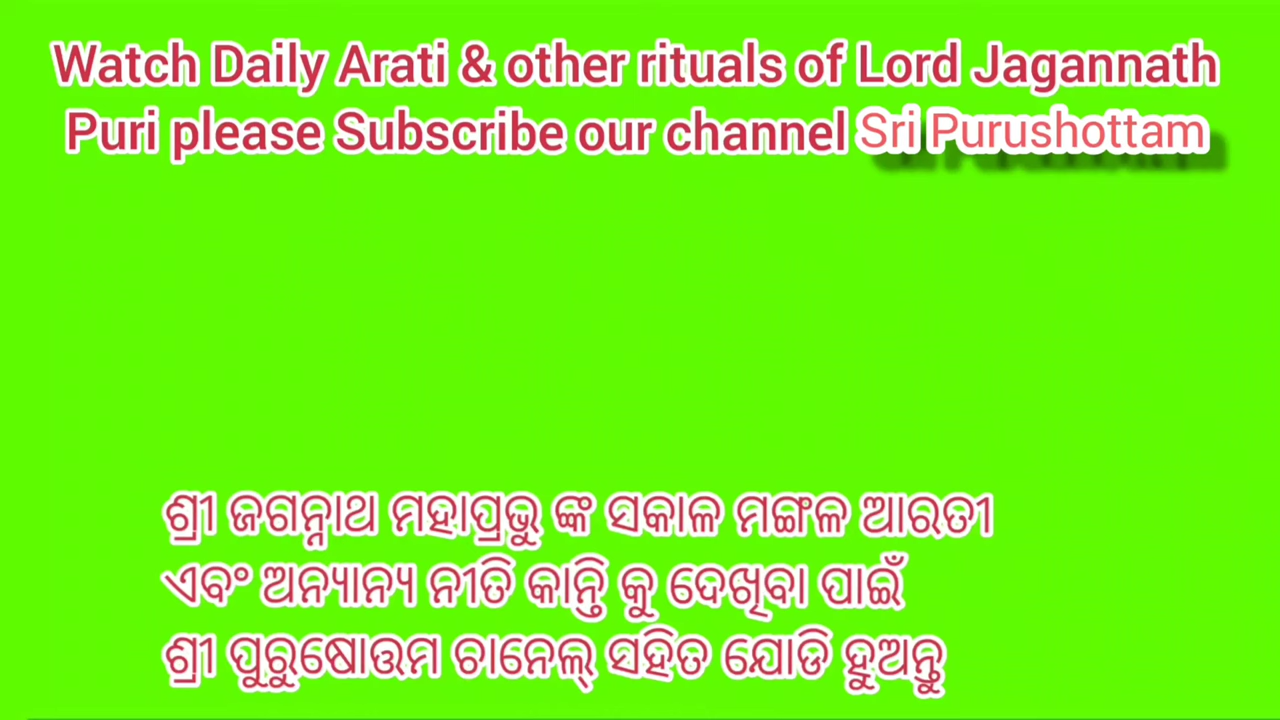 Watch Daily Arati & other rituals of Lord Jagannath
Puri please Subscribe our channel Sri Purushottam
ଶ୍ରୀ ଜଗନ୍ନାଥ ମହାପ୍ରଭୁ ଙ୍କ ସକାଳ ମଙ୍ଗଳ ଆରତୀ
ଏବଂ ଅନ୍ୟାନ୍ୟ ନୀତି କାନ୍ତି କୁ ଦେଖିବା ପାଇଁ
ଶ୍ରୀ ପୁରୁଷୋତ୍ତମ ଚାନେଲ୍ ସହିତ ଯୋଡି ହୁଅନ୍ତୁ